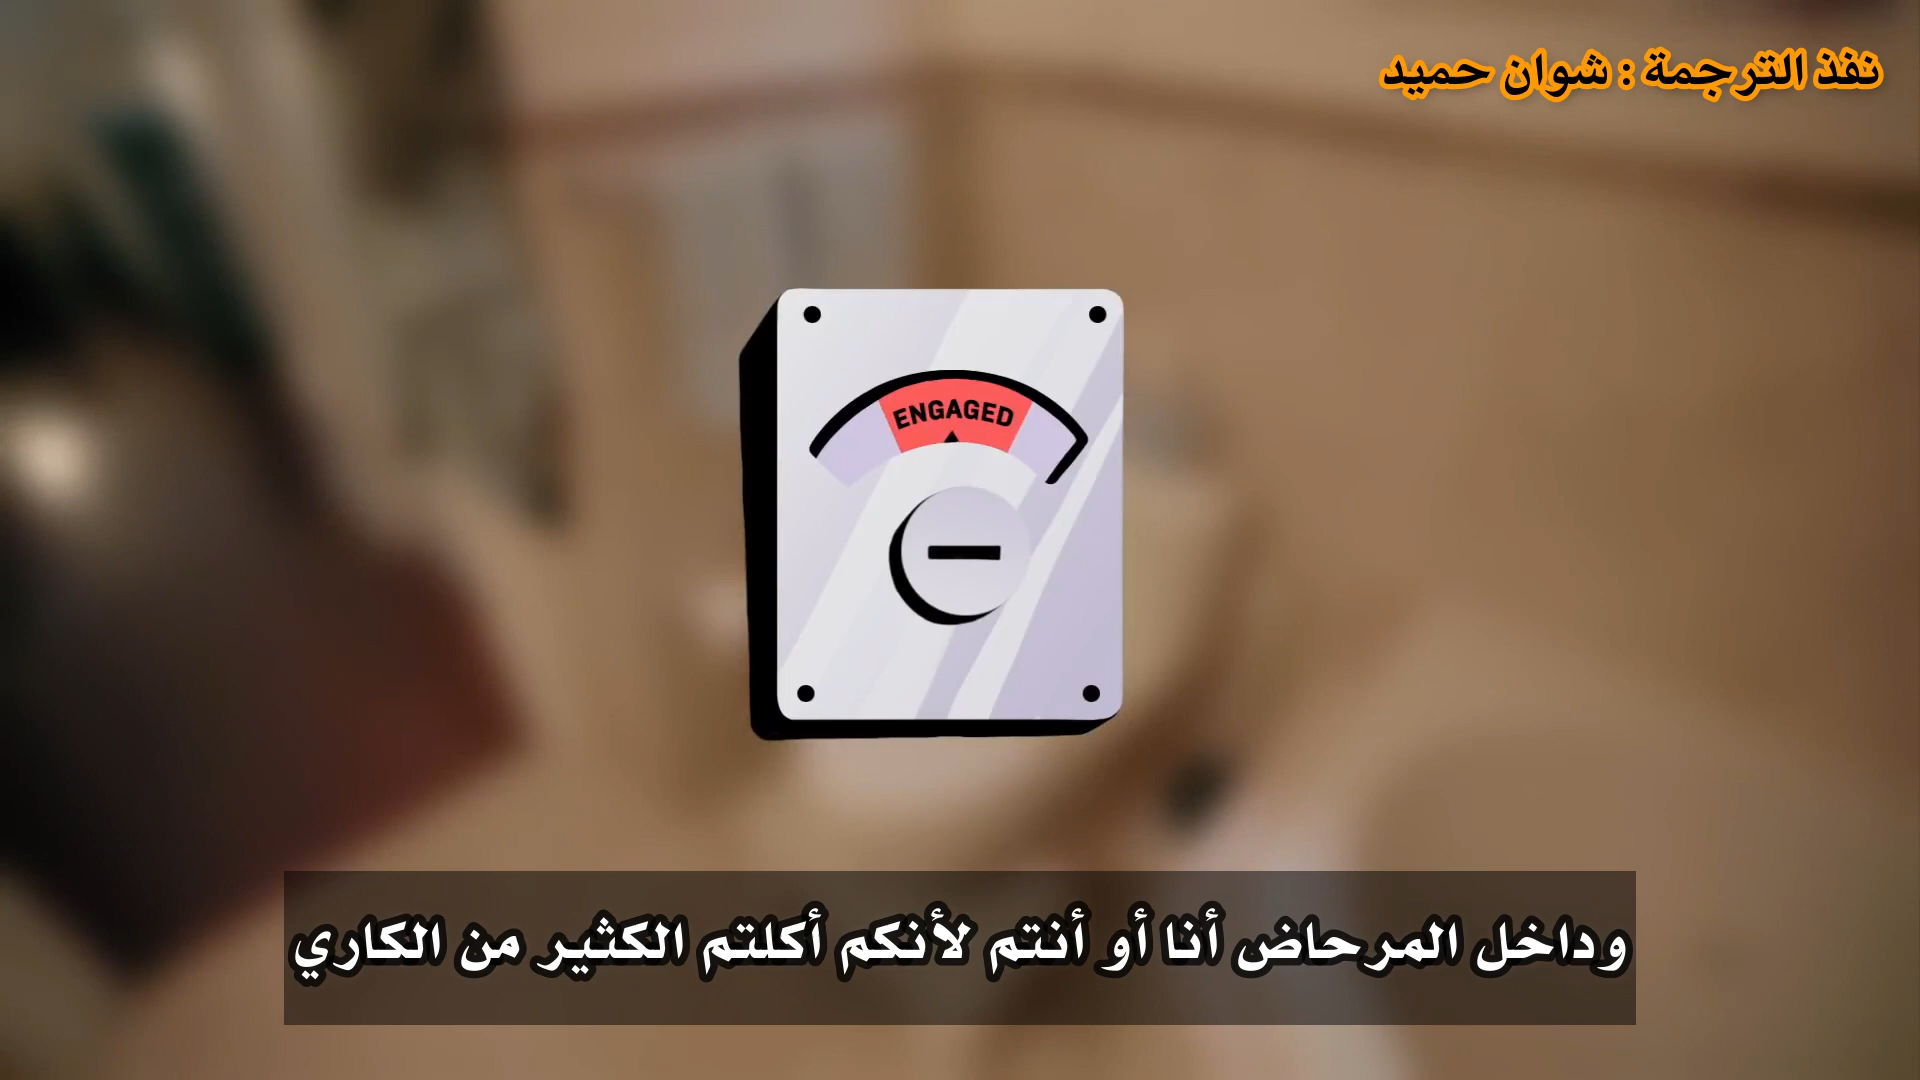 نفذ الترجمة : شوان حميد
ENGAGED
وداخل المرحاض أنا أو أنتم لأنكم أكلتم الكثير من الكاري